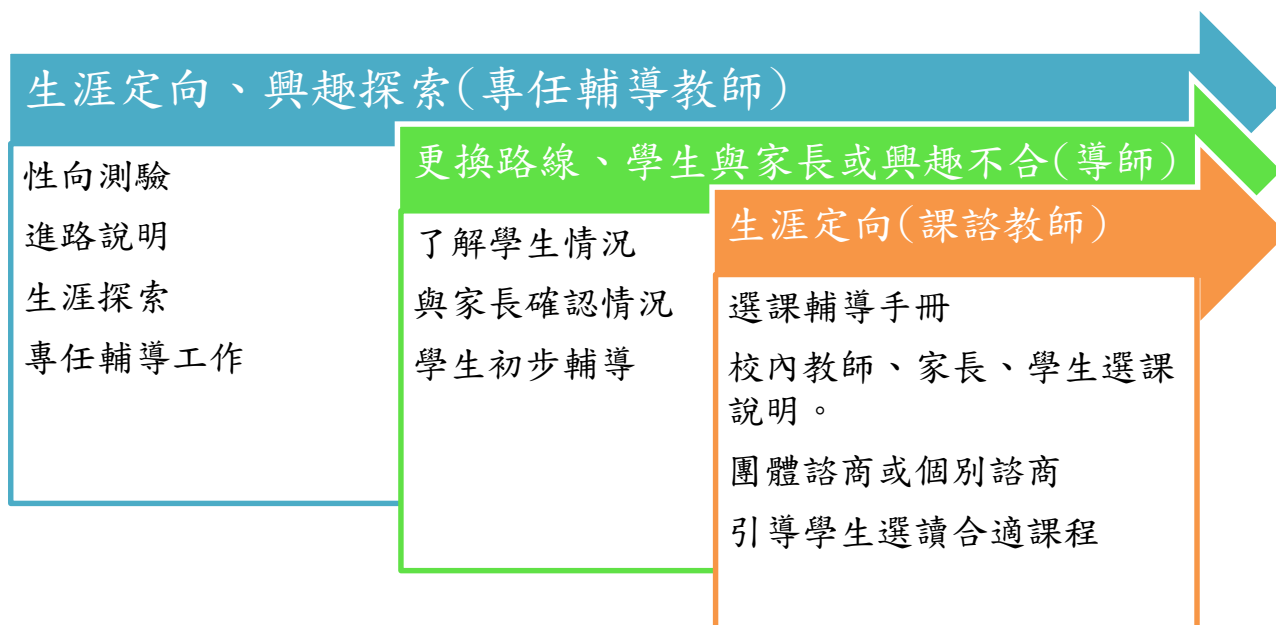 生涯定向、興趣探索(專任輔導教師)
性向測驗
進路說明
生涯探索
專任輔導工作
更換路線、學生與家長或興趣不合(導師)
了解學生情況
與家長確認情況
學生初步輔導
生涯定向(課諮教師)
選課輔導手冊
校內教師、家長、學生選課
說明。
團體諮商或個別諮商
引導學生選讀合適課程